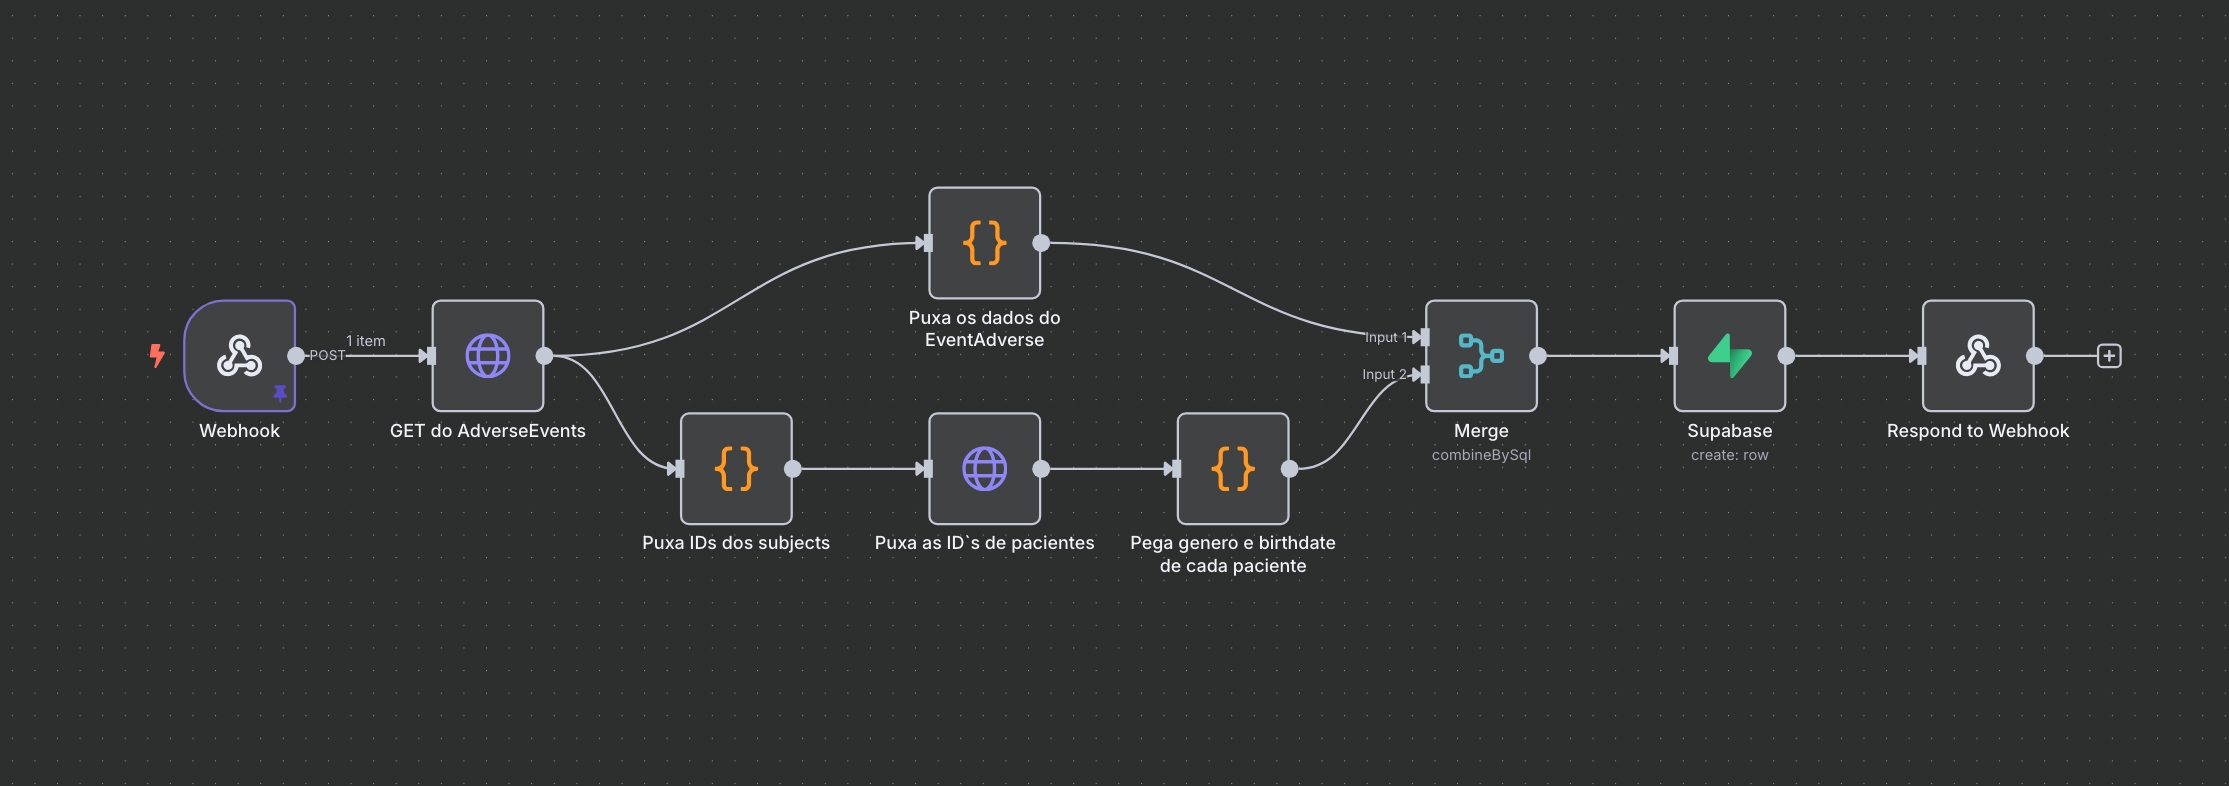 Webhook
POST
1 item
GET do AdverseEvents
{}
Puxa os dados do
EventAdverse
{}
Puxa IDs dos subjects
Puxa as ID`s de pacientes
{}
Pega genero e birthdate
de cada paciente
Input 1
Input 2
Merge
combineBySql
Supabase
create: row
Respond to Webhook